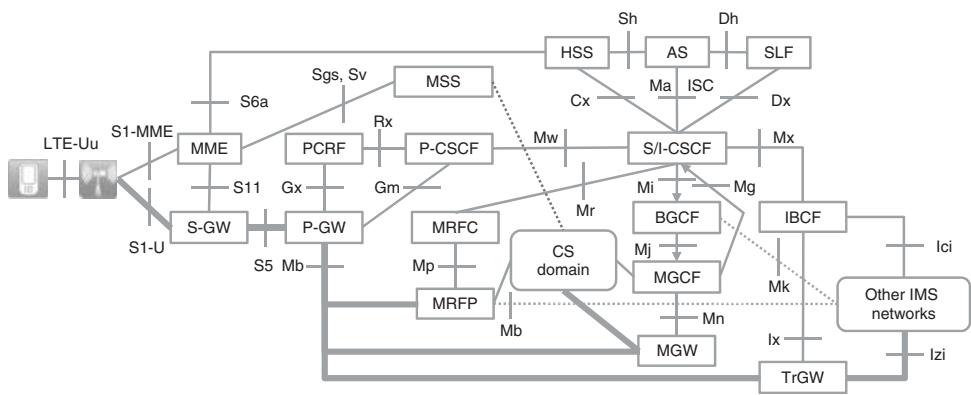 Sh
Dh
HSS
AS
SLF
Sgs, Sv
MSS
Cx
Ma
ISC
Dx
S6a
LTE-Uu
S1-MME
Rx
MME
PCRF
P-CSCF
Mw
S/I-CSCF
Mx
S11
Gx
Gm
Mi
Mg
Mr
S-GW
P-GW
MRFC
BGCF
IBCF
S1-U
S5
Mb
Mp
CS
domain
Mj
MGCF
Mk
Ici
MRFP
Mb
Mn
Other IMS
networks
MGW
Ix
Izi
TrGW